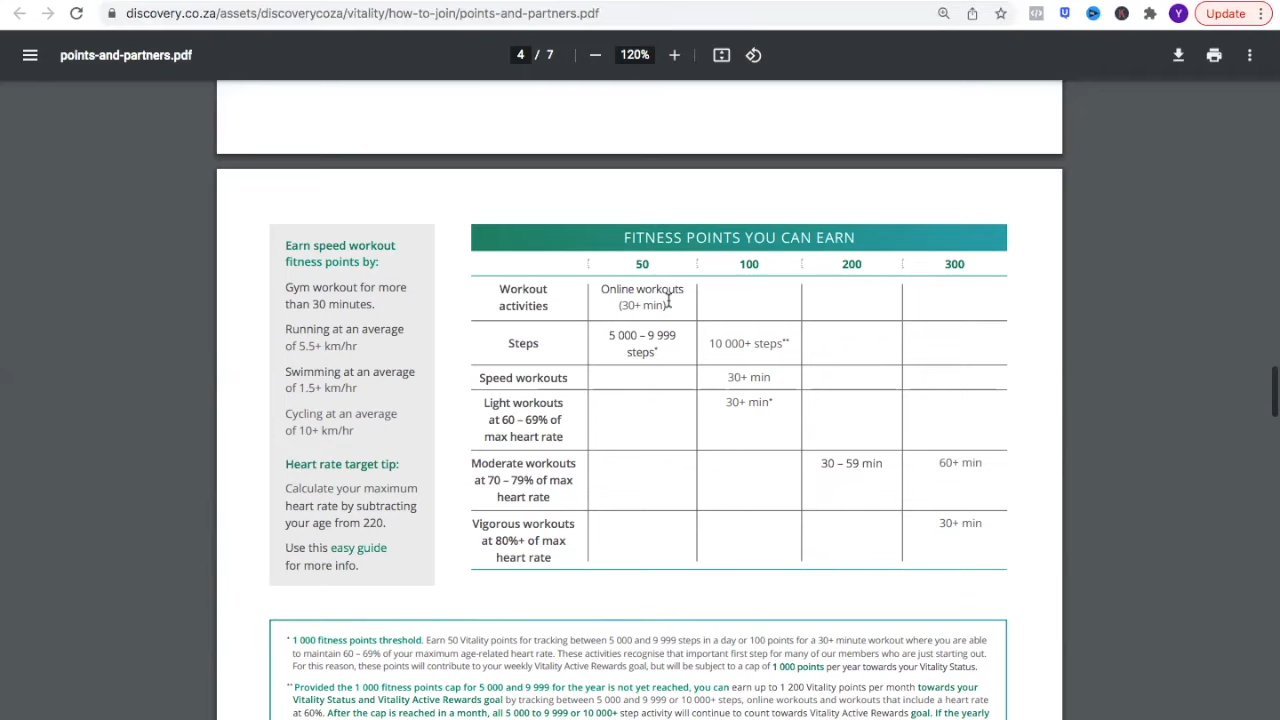 discovery.co.za/assets/discoverycoza/vitality/how-to-join/points-and-partners.pdf
Y
Update
points-and-partners.pdf
4 / 7
120%
Earn speed workout
fitness points by:
Gym workout for more
than 30 minutes.
Running at an average
of 5.5+ km/hr
Swimming at an average
of 1.5+ km/hr
Cycling at an average
of 10+ km/hr
Heart rate target tip:
Calculate your maximum
heart rate by subtracting
your age from 220.
Use this easy guide
for more info.
FITNESS POINTS YOU CAN EARN
50 100 200 300
Workout
activities
Online workouts
(30+ min)
Steps
5 000 – 9 999
steps*
10 000+ steps**
Speed workouts
30+ min
Light workouts
at 60 – 69% of
max heart rate
30+ min*
Moderate workouts
at 70 – 79% of max
heart rate
30 – 59 min
60+ min
Vigorous workouts
at 80%+ of max
heart rate
30+ min
* 1 000 fitness points threshold. Earn 50 Vitality points for tracking between 5 000 and 9 999 steps in a day or 100 points for a 30+ minute workout where you are able
to maintain 60 – 69% of your maximum age-related heart rate. These activities recognise that important first step for many of our members who are just starting out.
For this reason, these points will contribute to your weekly Vitality Active Rewards goal, but will be subject to a cap of 1 000 points per year towards your Vitality Status.
** Provided the 1 000 fitness points cap for 5 000 and 9 999 for the year is not yet reached, you can earn up to 1 200 Vitality points per month towards your
Vitality Status and Vitality Active Rewards goal by tracking between 5 000 and 9 999 or 10 000+ steps, online workouts and workouts that include a heart rate
at 60%. After the cap is reached in a month, all 5 000 to 9 999 or 10 000+ step activity will continue to count towards Vitality Active Rewards goal. If the yearly